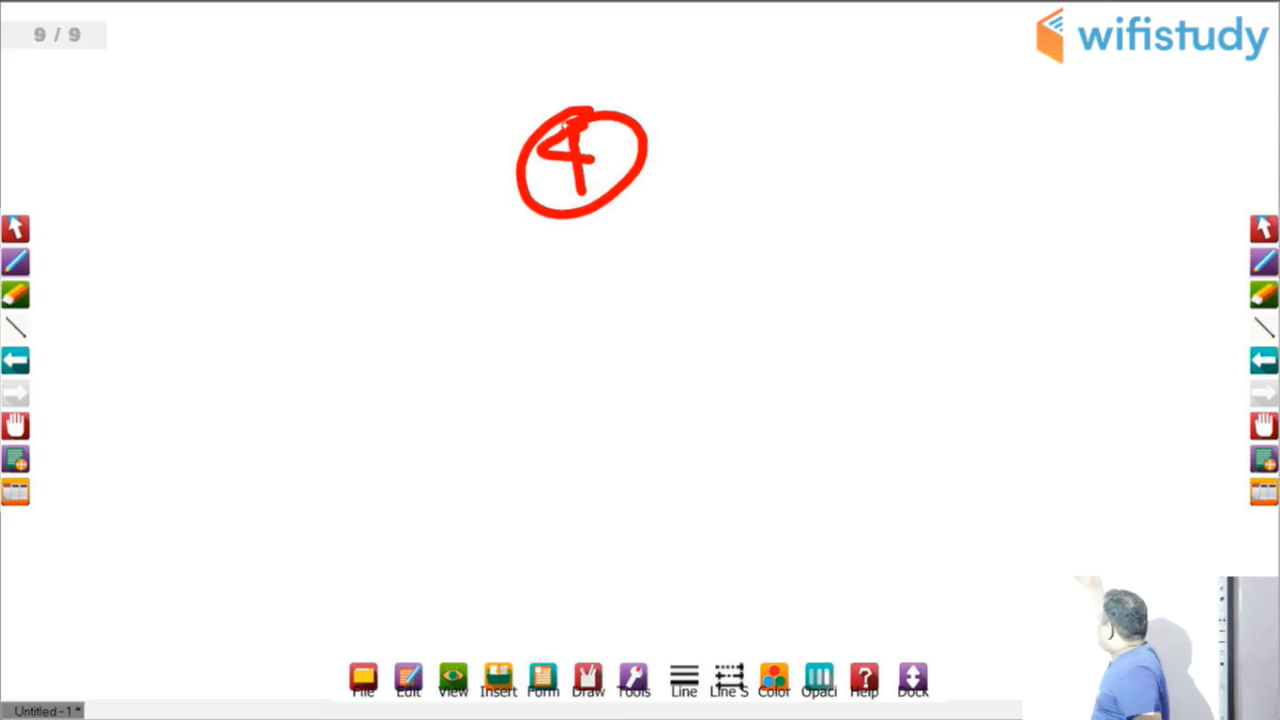 9 / 9
wifistudy
4
File Edit View Insert Form Draw Tools Line Line S Color Opaci Help Dock
Untitled - 1 *